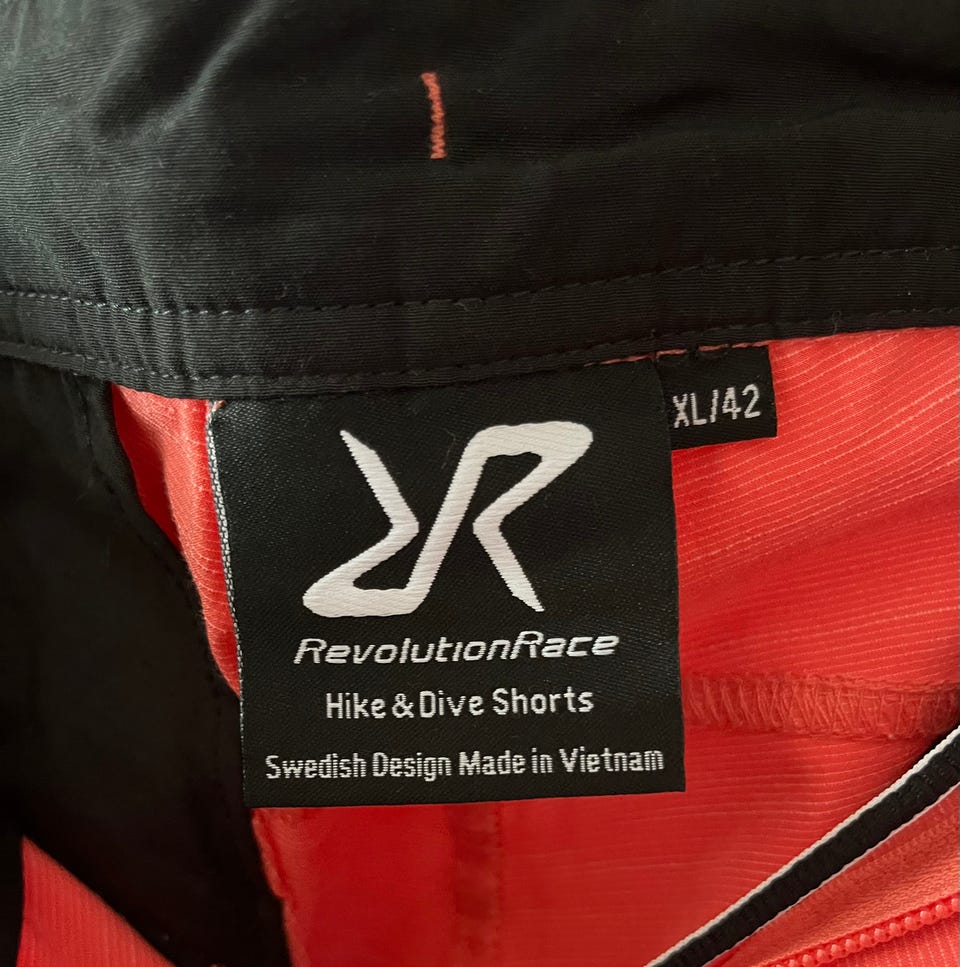 XL/42
RevolutionRace
Hike & Dive Shorts
Swedish Design Made in Vietnam